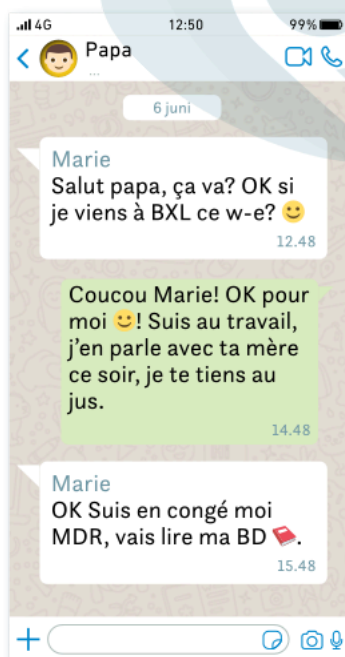 4G 12:50 99%
Papa
...
6 juni
Marie
Salut papa, ça va? OK si
je viens à BXL ce w-e? 🙂
12.48
Coucou Marie! OK pour
moi 🙂! Suis au travail,
j’en parle avec ta mère
ce soir, je te tiens au
jus.
14.48
Marie
OK Suis en congé moi
MDR, vais lire ma BD 📕.
15.48